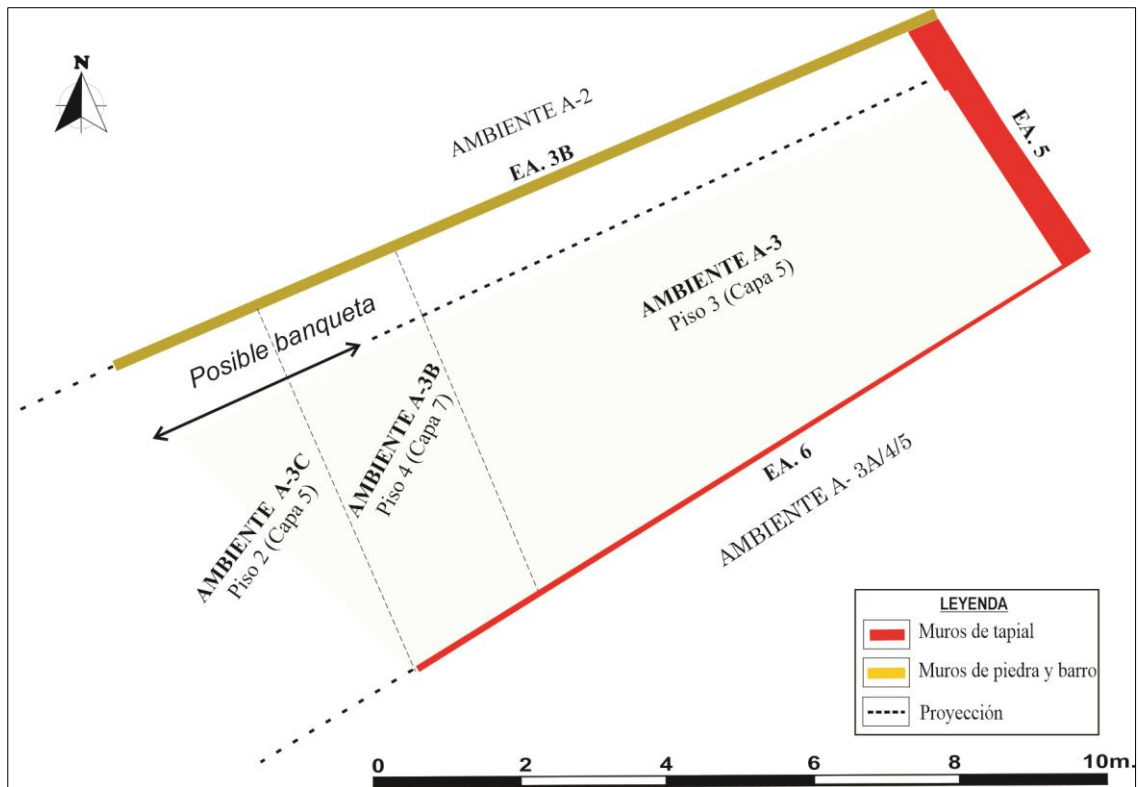 N
AMBIENTE A-2
EA. 3B
EA. 5
AMBIENTE A-3
Piso 3 (Capa 5)
Posible banqueta
AMBIENTE A-3B
Piso 4 (Capa 7)
AMBIENTE A-3C
Piso 2 (Capa 5)
EA. 6
AMBIENTE A- 3A/4/5
LEYENDA
Muros de tapial
Muros de piedra y barro
Proyección
0 2 4 6 8 10m.